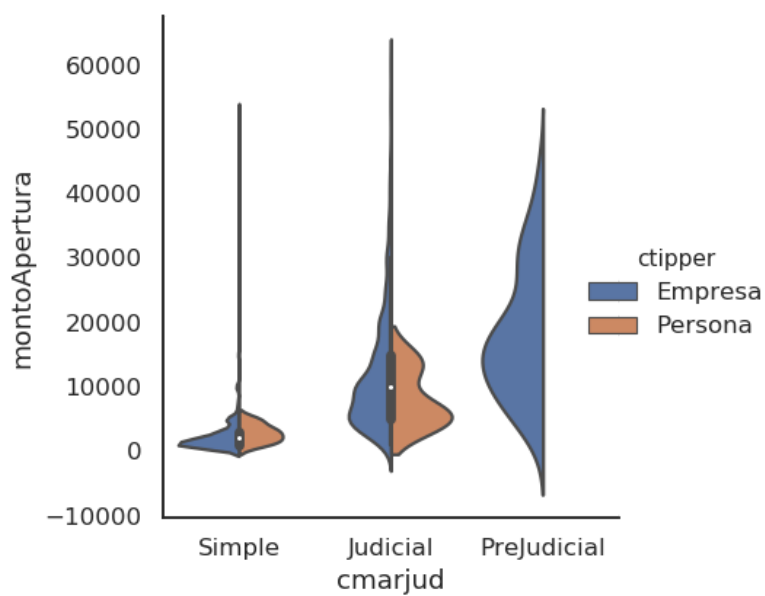 60000
50000
40000
30000
20000
10000
0
−10000
montoApertura
Simple
Judicial
PreJudicial
cmarjud
ctipper
Empresa
Persona